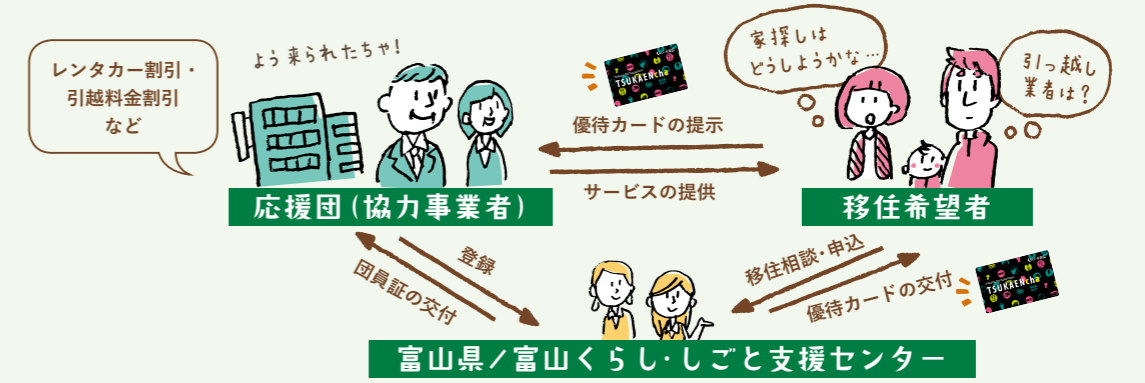 レンタカー割引・
引越料金割引
など
よう来られたちゃ!
TSUKAENcha
家探しは
どうしようかな…
引っ越し
業者は?
優待カードの提示
サービスの提供
応援団(協力事業者)
移住希望者
登録
団員証の交付
移住相談・申込
優待カードの交付
TSUKAENcha
富山県/富山くらし・しごと支援センター